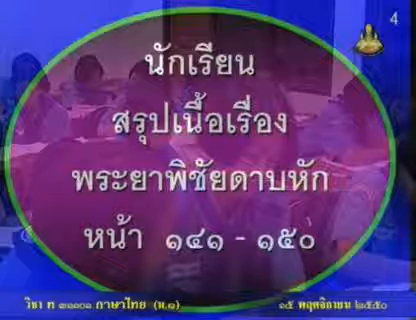 4
นักเรียน
สรุปเนื้อเรื่อง
พระยาพิชัยดาบหัก
หน้า ๑๔๑ - ๑๕๐
วิชา ท ๓๑๑๐๑ ภาษาไทย (ม.๑) ๑๕ พฤศจิกายน ๒๕๕๐